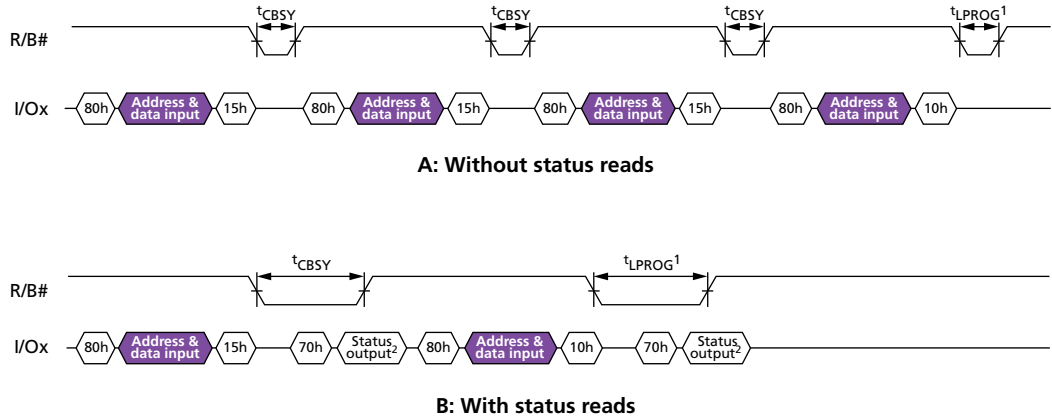 tCBSY tCBSY tCBSY tLPROG1
R/B#
I/Ox 80h Address & data input 15h 80h Address & data input 15h 80h Address & data input 15h 80h Address & data input 10h
A: Without status reads
tCBSY tLPROG1
R/B#
I/Ox 80h Address & data input 15h 70h Status output2 80h Address & data input 10h 70h Status output2
B: With status reads